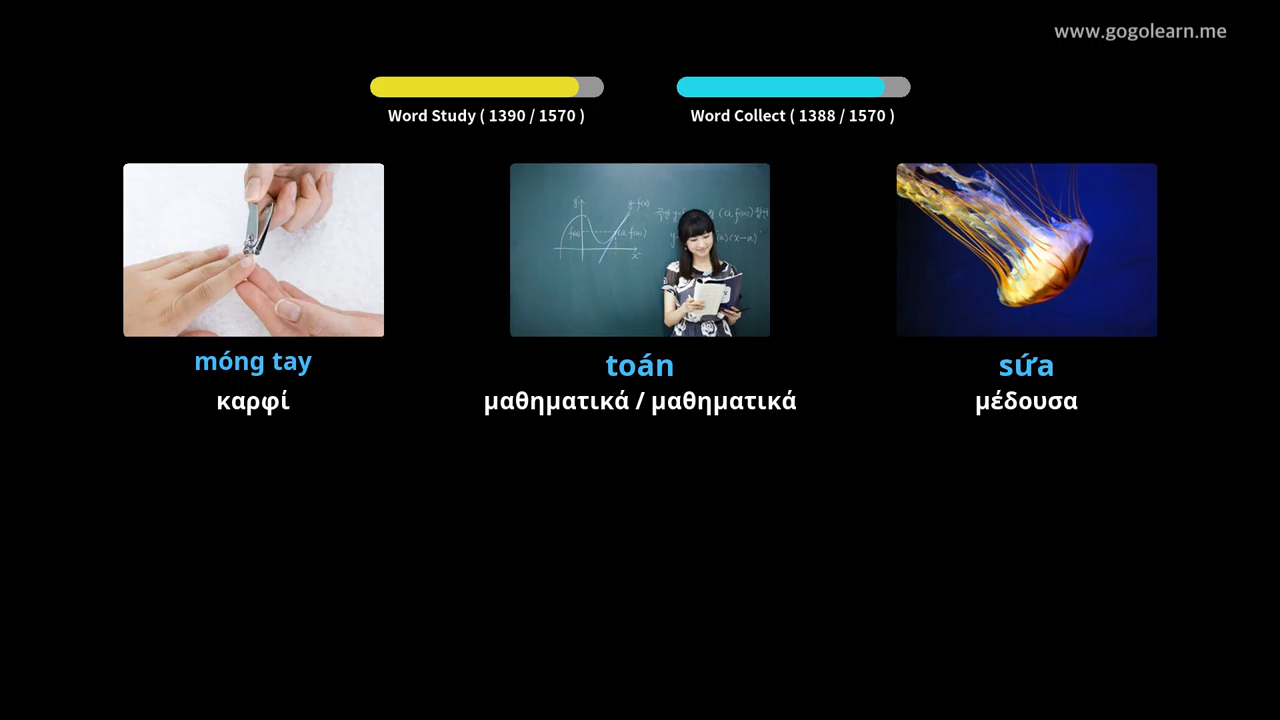 www.gogolearn.me
Word Study ( 1390 / 1570 )
Word Collect ( 1388 / 1570 )
móng tay
toán
sứa
καρφί
μαθηματικά / μαθηματικά
μέδουσα